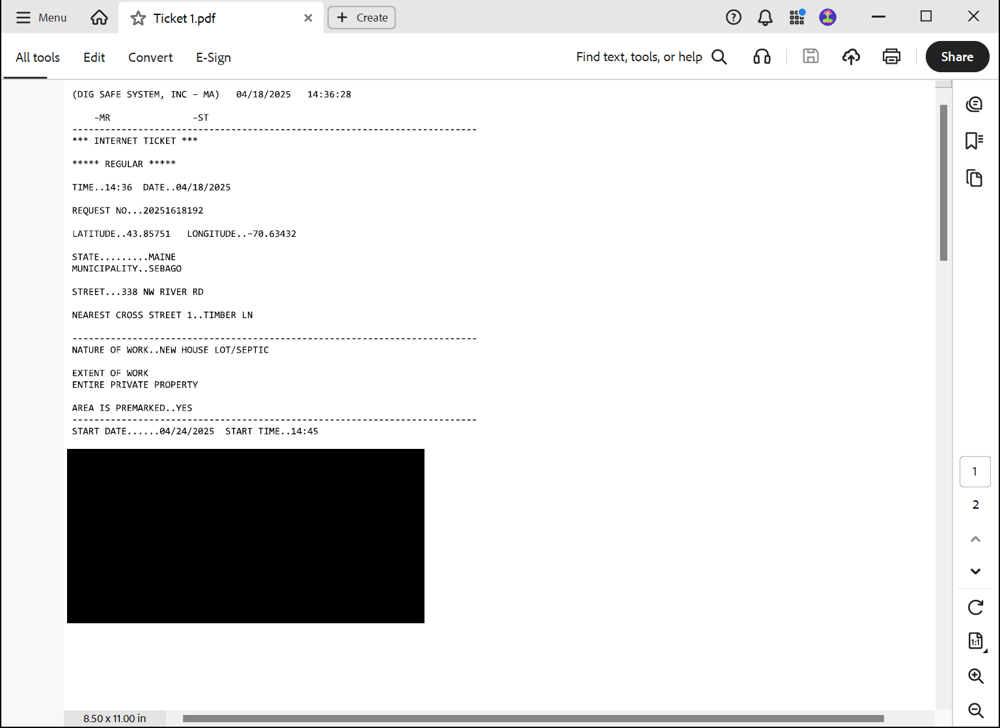 Menu
Ticket 1.pdf
Create
All tools
Edit
Convert
E-Sign
Find text, tools, or help
Share
(DIG SAFE SYSTEM, INC - MA)   04/18/2025   14:36:28
-MR               -ST
--------------------------------------------------------------------------
*** INTERNET TICKET ***
***** REGULAR *****
TIME..14:36  DATE..04/18/2025
REQUEST NO...20251618192
LATITUDE..43.85751   LONGITUDE..-70.63432
STATE.........MAINE
MUNICIPALITY..SEBAGO
STREET...338 NW RIVER RD
NEAREST CROSS STREET 1..TIMBER LN
--------------------------------------------------------------------------
NATURE OF WORK..NEW HOUSE LOT/SEPTIC
EXTENT OF WORK
ENTIRE PRIVATE PROPERTY
AREA IS PREMARKED..YES
--------------------------------------------------------------------------
START DATE......04/24/2025  START TIME..14:45
1
2
1:1
8.50 x 11.00 in